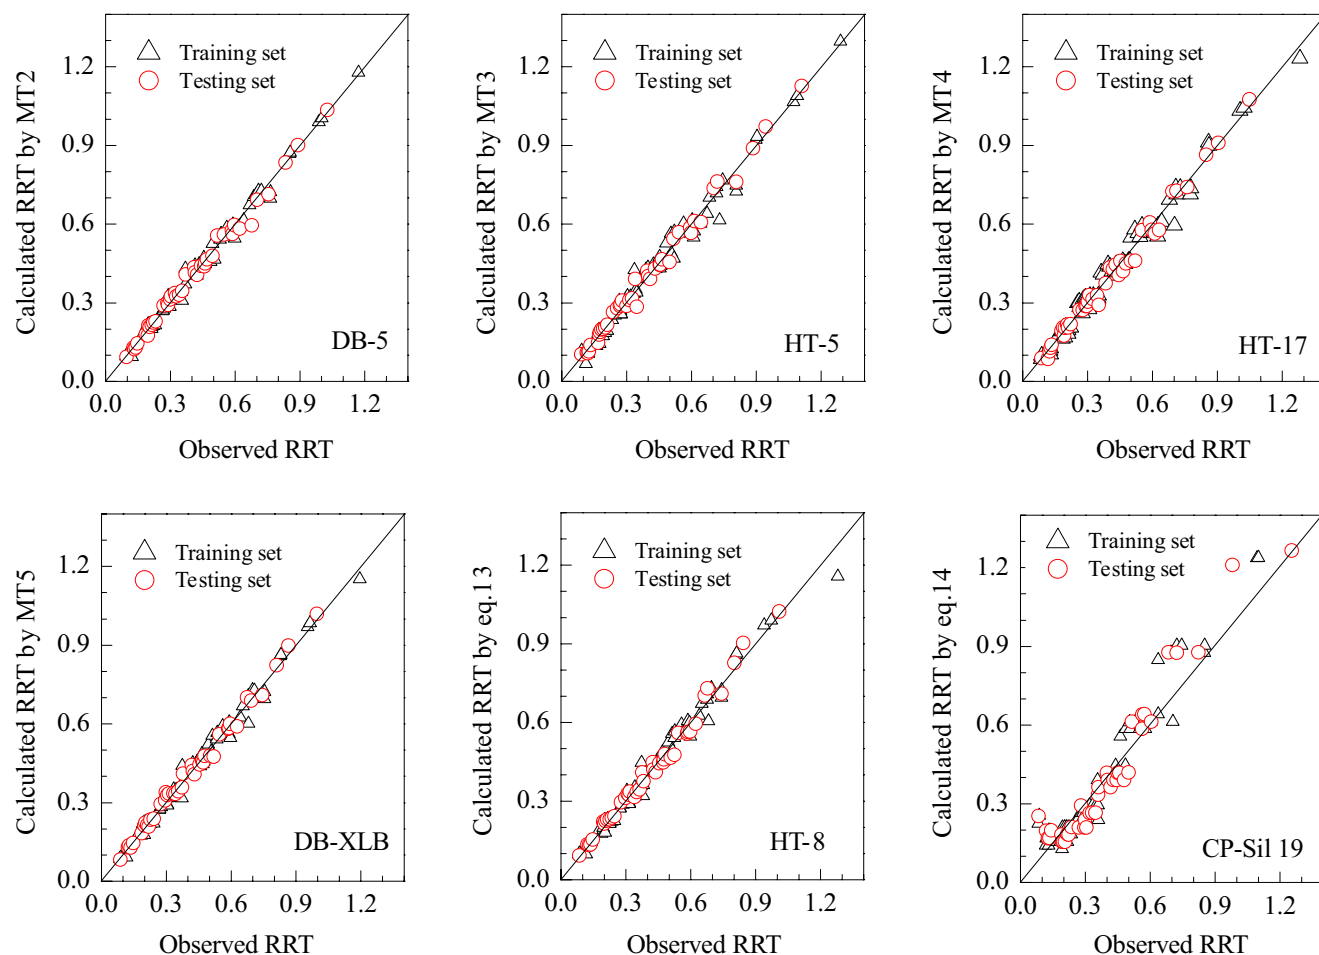 Calculated RRT by MT2
1.2
0.9
0.6
0.3
0.0
Training set
Testing set
DB-5
0.0 0.3 0.6 0.9 1.2
Observed RRT
Calculated RRT by MT3
1.2
0.9
0.6
0.3
0.0
Training set
Testing set
HT-5
0.0 0.3 0.6 0.9 1.2
Observed RRT
Calculated RRT by MT4
1.2
0.9
0.6
0.3
0.0
Training set
Testing set
HT-17
0.0 0.3 0.6 0.9 1.2
Observed RRT
Calculated RRT by MT5
1.2
0.9
0.6
0.3
0.0
Training set
Testing set
DB-XLB
0.0 0.3 0.6 0.9 1.2
Observed RRT
Calculated RRT by eq.13
1.2
0.9
0.6
0.3
0.0
Training set
Testing set
HT-8
0.0 0.3 0.6 0.9 1.2
Observed RRT
Calculated RRT by eq.14
1.2
0.9
0.6
0.3
0.0
Training set
Testing set
CP-Sil 19
0.0 0.3 0.6 0.9 1.2
Observed RRT